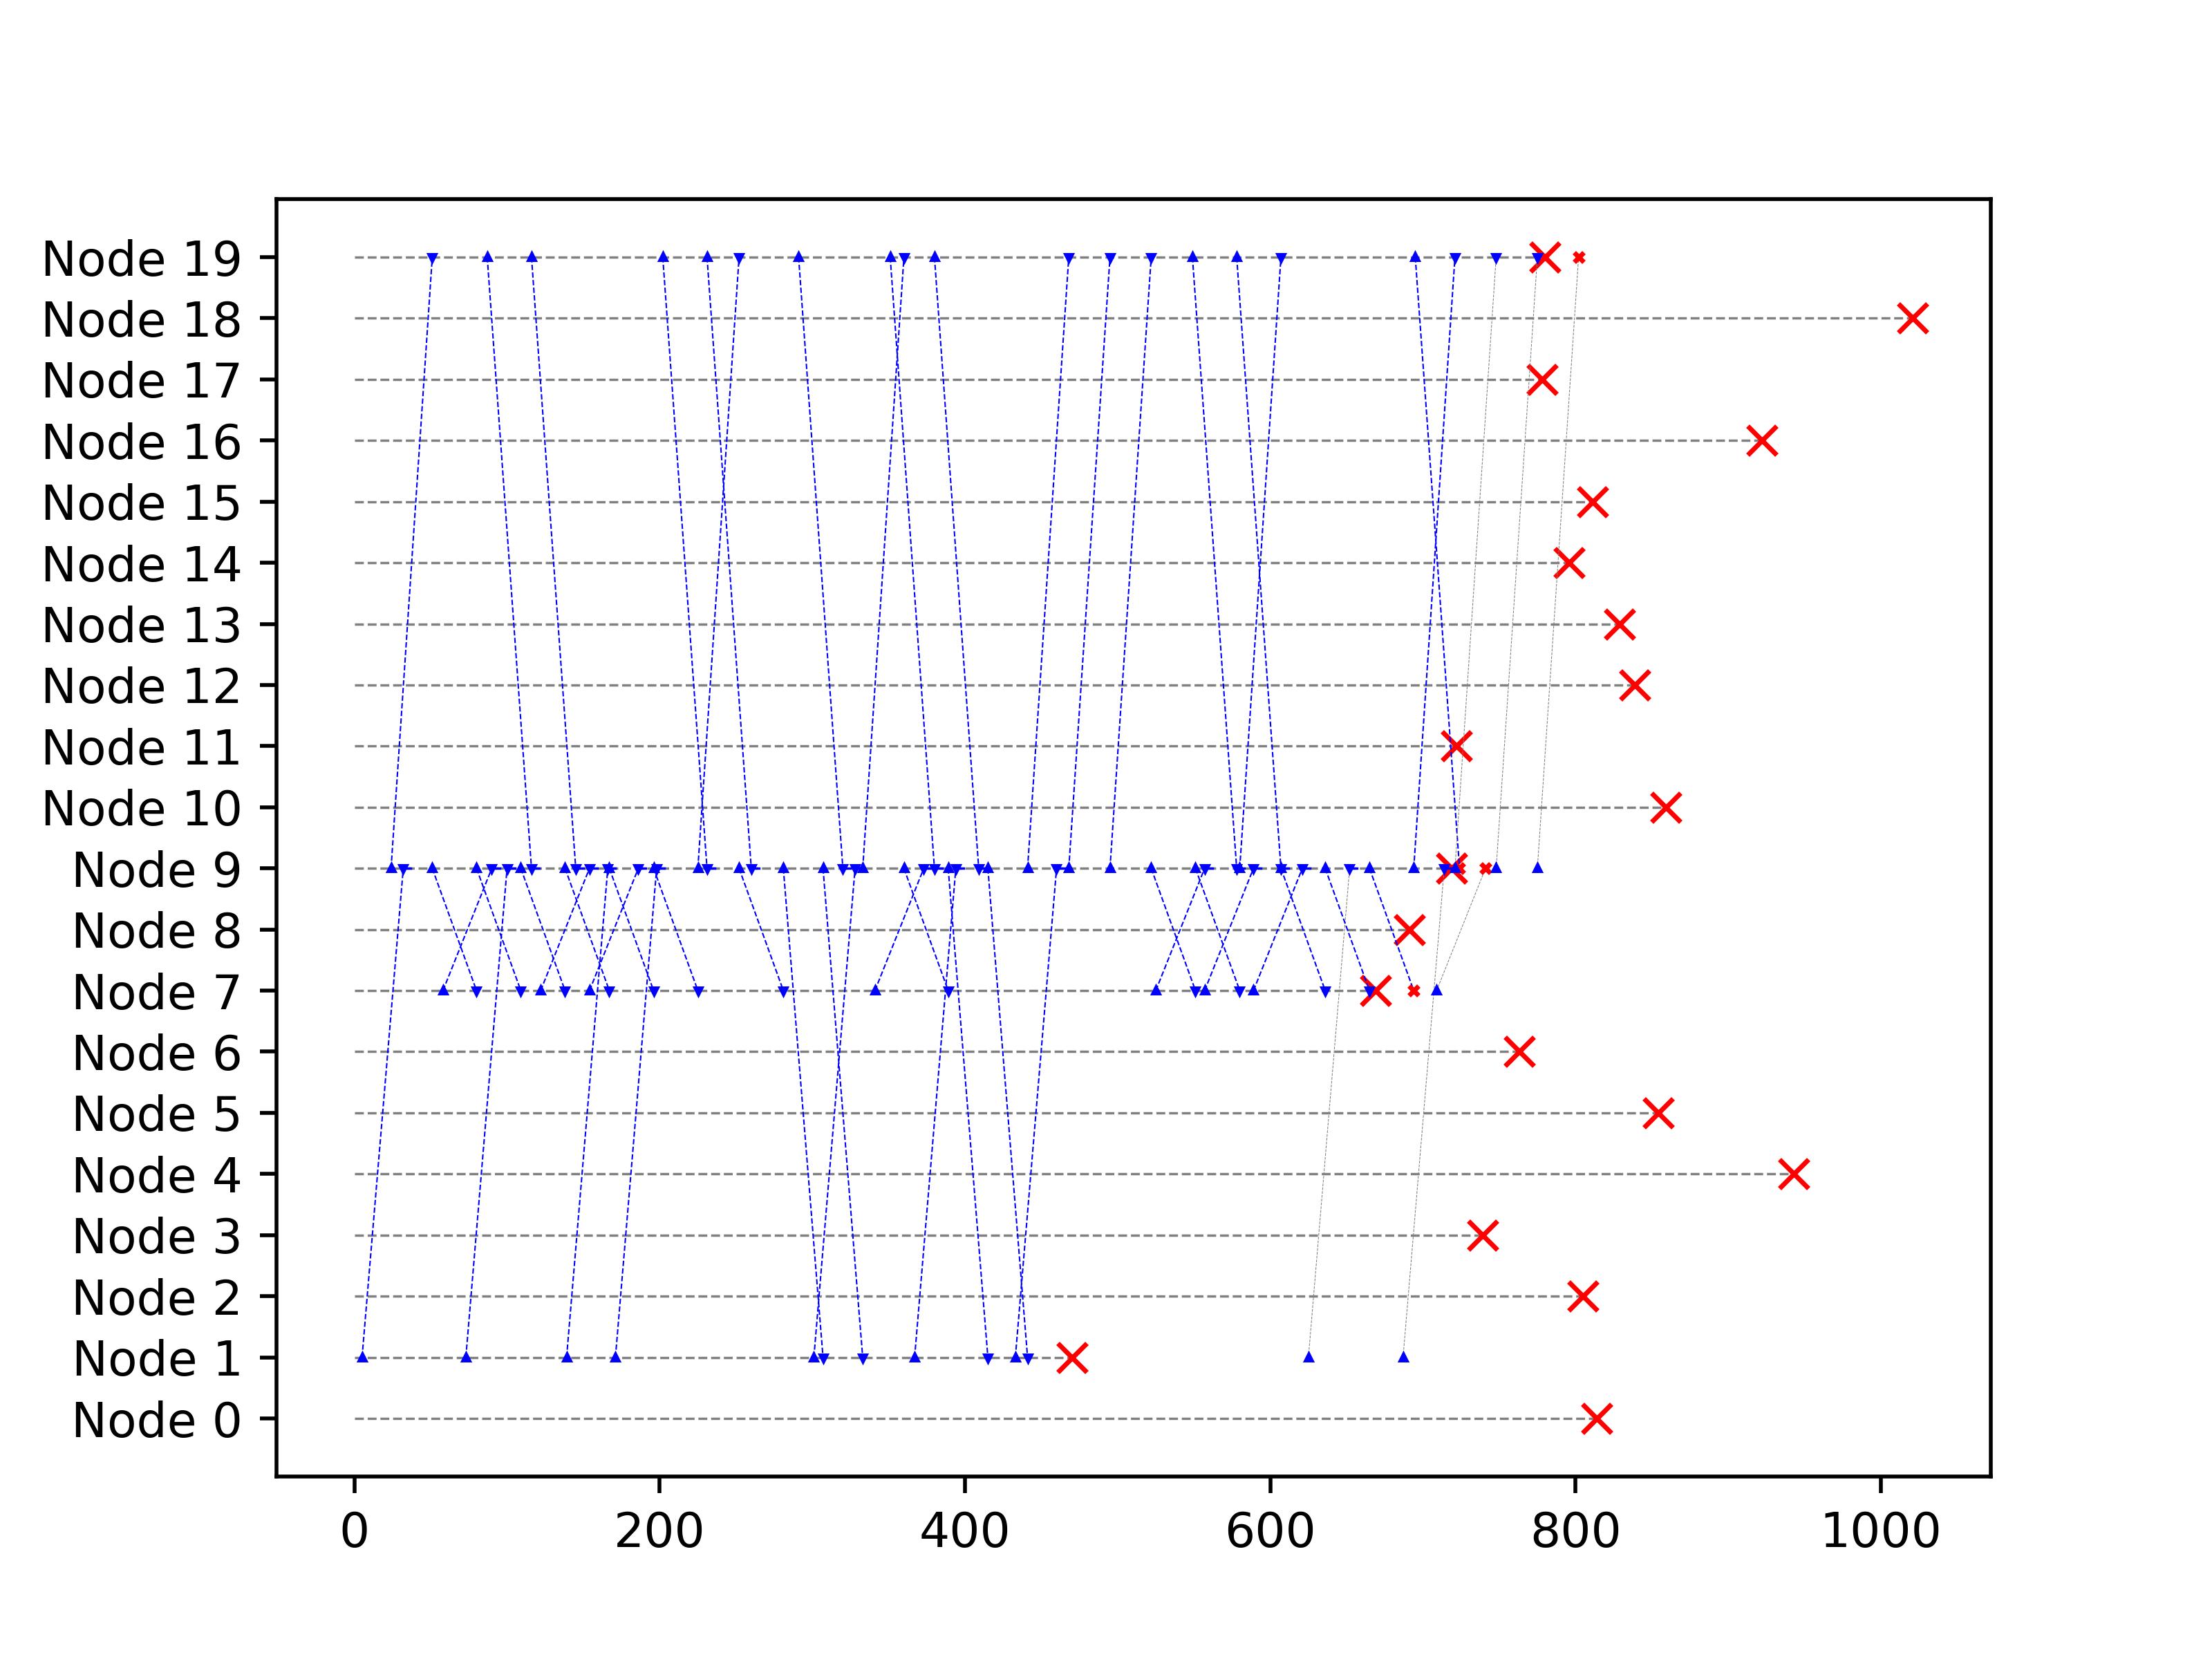 Node 19
Node 18
Node 17
Node 16
Node 15
Node 14
Node 13
Node 12
Node 11
Node 10
Node 9
Node 8
Node 7
Node 6
Node 5
Node 4
Node 3
Node 2
Node 1
Node 0
0 200 400 600 800 1000